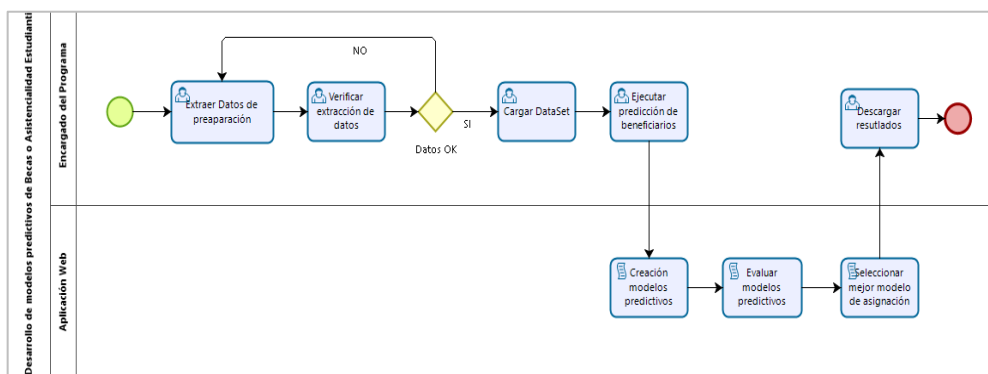 Desarrollo de modelos predictivos de Becas o Asistencialidad Estudianti
Encargado del Programa
NO
Extraer Datos de
preaparación
Verificar
extracción de
datos
Datos OK
SI
Cargar DataSet
Ejecutar
predicción de
beneficiarios
Descargar
resutlados
Aplicación Web
Creación
modelos
predictivos
Evaluar
modelos
predictivos
Seleccionar
mejor modelo
de asignación